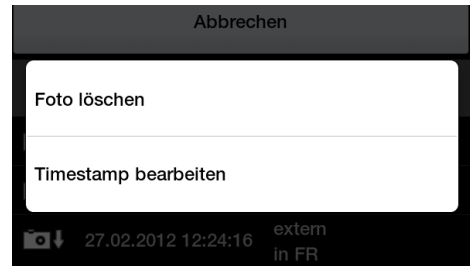 Abbrechen
Foto löschen
Timestamp bearbeiten
27.02.2012 12:24:16
extern
in FR